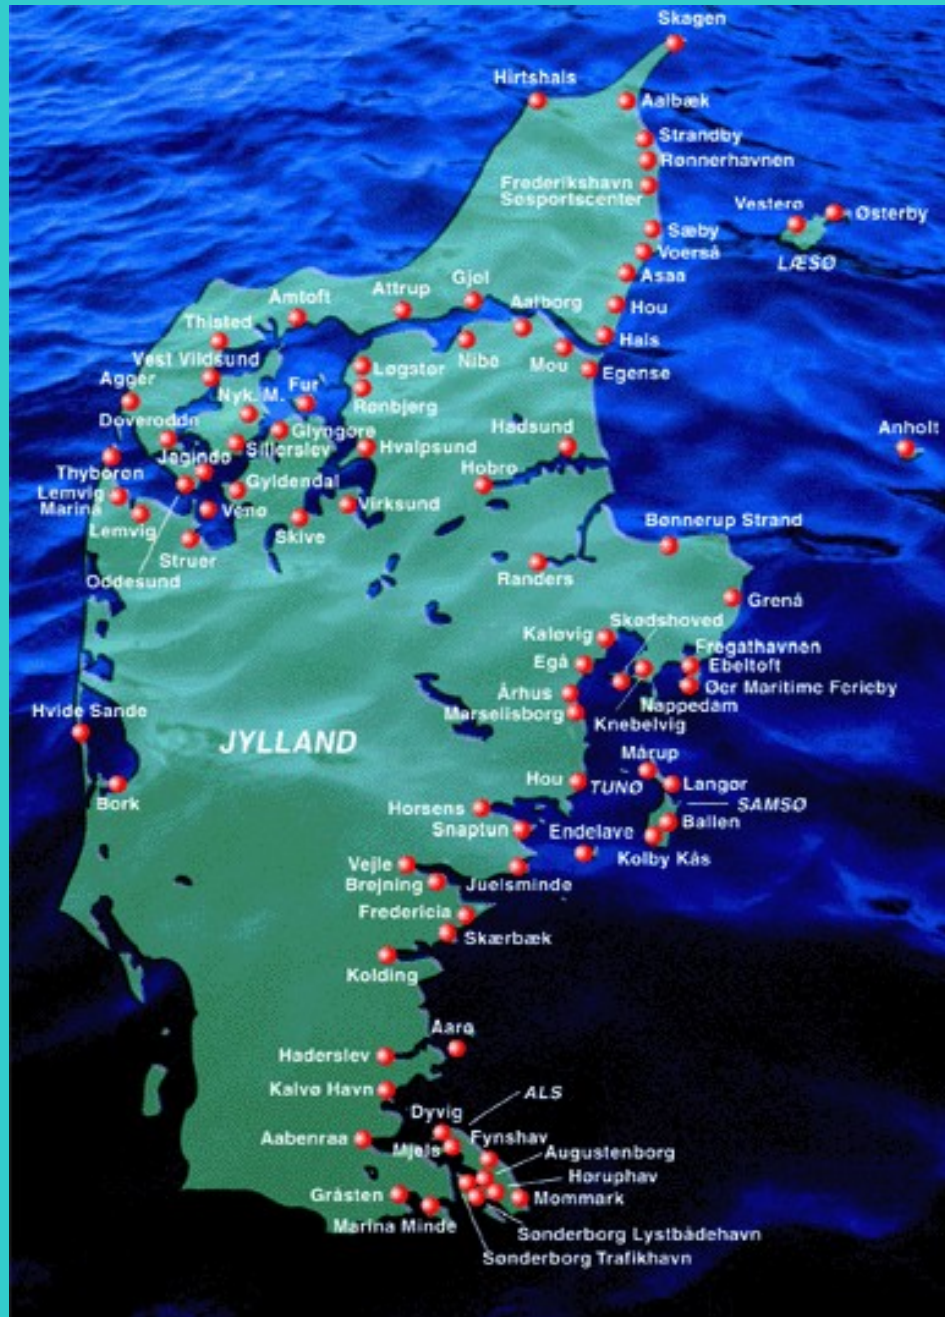 Skagen
Hirtshals
Aalbæk
Strandby
Rønnerhavnen
Frederikshavn
Søsportscenter
Vesterø
Østerby
Sæby
Voerså
LÆSØ
Asaa
Gjøl
Amtoft
Attrup
Aalborg
Hou
Thisted
Hals
Vest Vildsund
Løgstør
Nibe
Mou
Egense
Agger
Nyk. M.
Fur
Rønbjerg
Doverodde
Glyngøre
Hadsund
Anholt
Sillerslev
Hvalpsund
Jegindø
Thyborøn
Hobro
Gyldendal
Lemvig
Marina
Venø
Virksund
Lemvig
Skive
Bønnerup Strand
Struer
Oddesund
Randers
Grenå
Skødshoved
Kaløvig
Fregathavnen
Egå
Ebeltoft
Øer Maritime Ferieby
Århus
Nappedam
Marselisborg
Knebelvig
Hvide Sande
JYLLAND
Mårup
Hou
TUNØ
Langør
Bork
Horsens
SAMSØ
Snaptun
Endelave
Ballen
Kolby Kås
Vejle
Brejning
Juelsminde
Fredericia
Skærbæk
Kolding
Aarø
Haderslev
Kalvø Havn
ALS
Dyvig
Aabenraa
Fynshav
Mjels
Augustenborg
Høruphav
Gråsten
Mommark
Marina Minde
Sønderborg Lystbådehavn
Sønderborg Trafikhavn